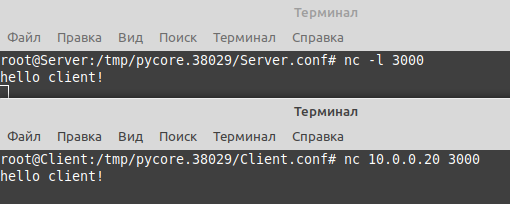 Терминал
Файл Правка Вид Поиск Терминал Справка
root@Server:/tmp/pycore.38029/Server.conf# nc -l 3000
hello client!
Терминал
Файл Правка Вид Поиск Терминал Справка
root@Client:/tmp/pycore.38029/Client.conf# nc 10.0.0.20 3000
hello client!